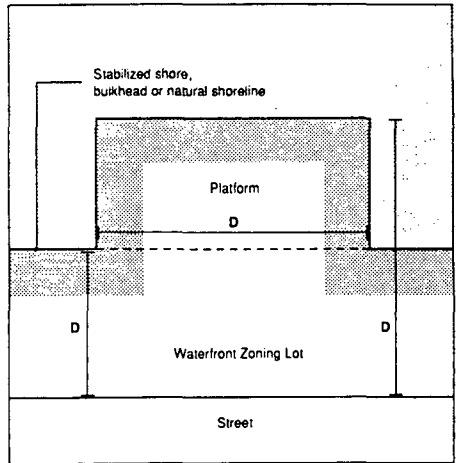 Stabilized shore,
bulkhead or natural shoreline
Platform
D
D
D
Waterfront Zoning Lot
Street